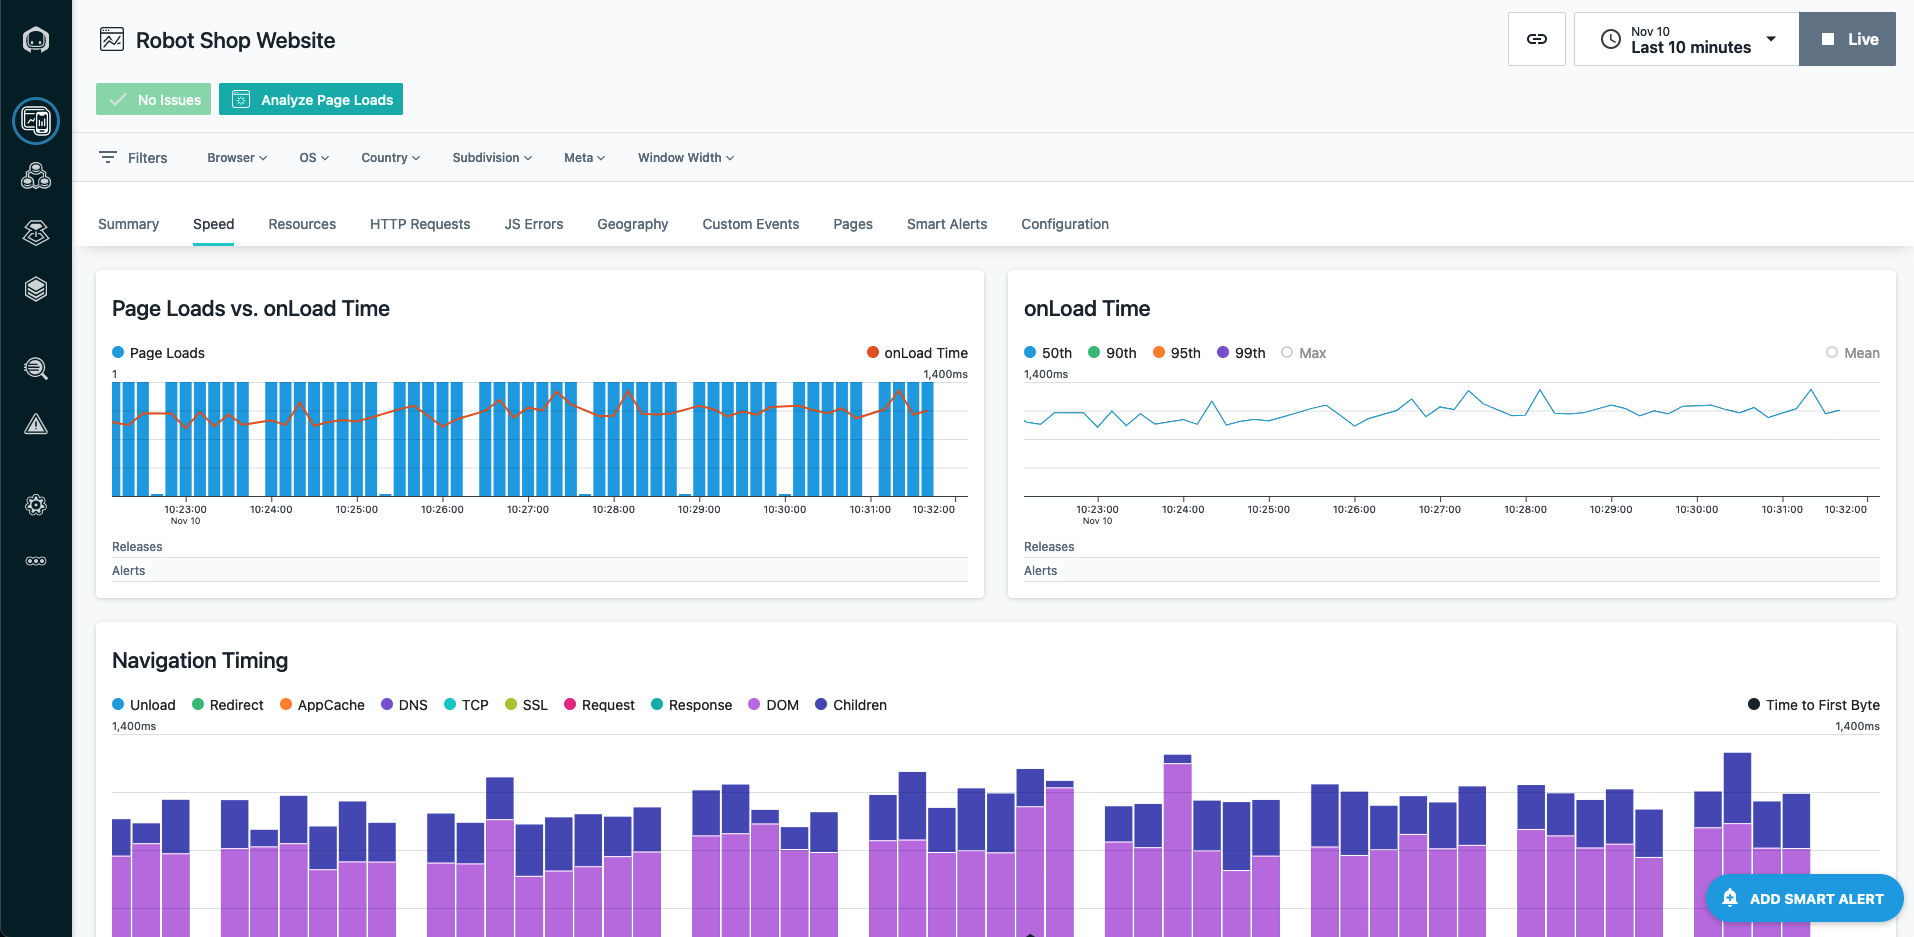 Robot Shop Website
Nov 10
Last 10 minutes
Live
No Issues
Analyze Page Loads
Filters Browser OS Country Subdivision Meta Window Width
Summary Speed Resources HTTP Requests JS Errors Geography Custom Events Pages Smart Alerts Configuration
Page Loads vs. onLoad Time
Page Loads onLoad Time
1 1,400ms
10:23:00 10:24:00 10:25:00 10:26:00 10:27:00 10:28:00 10:29:00 10:30:00 10:31:00 10:32:00
Nov 10
Releases
Alerts
onLoad Time
50th 90th 95th 99th Max Mean
1,400ms
10:23:00 10:24:00 10:25:00 10:26:00 10:27:00 10:28:00 10:29:00 10:30:00 10:31:00 10:32:00
Nov 10
Releases
Alerts
Navigation Timing
Unload Redirect AppCache DNS TCP SSL Request Response DOM Children Time to First Byte
1,400ms 1,400ms
ADD SMART ALERT